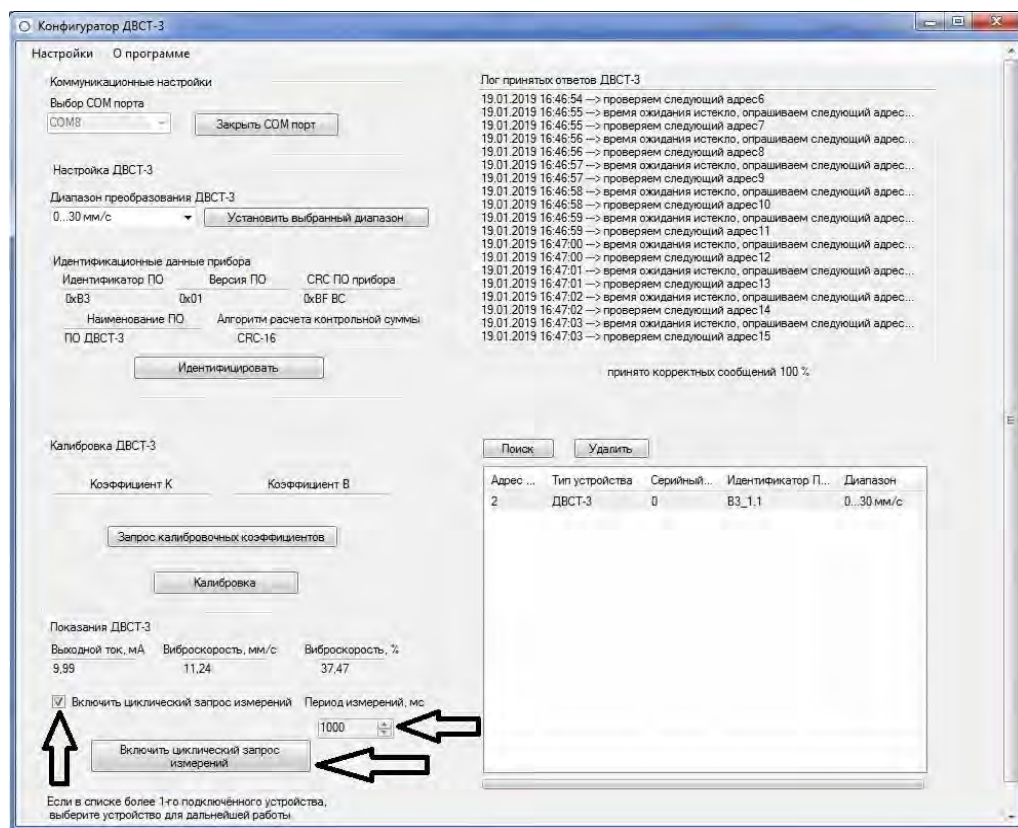 Конфигуратор ДВСТ-3
Настройки О программе
Коммуникационные настройки
Выбор COM порта
COM8
Закрыть COM порт
Настройка ДВСТ-3
Диапазон преобразования ДВСТ-3
0...30 мм/с
Установить выбранный диапазон
Идентификационные данные прибора
Идентификатор ПО Версия ПО CRC ПО прибора
0xB3 0x01 0xBF BC
Наименование ПО Алгоритм расчета контрольной суммы
ПО ДВСТ-3 CRC-16
Идентифицировать
Калибровка ДВСТ-3
Коэффициент K Коэффициент B
Запрос калибровочных коэффициентов
Калибровка
Показания ДВСТ-3
Выходной ток, мА Виброскорость, мм/с Виброскорость, %
9,99 11,24 37,47
Включить циклический запрос измерений Период измерений, мс
1000
Включить циклический запрос
измерений
Если в списке более 1-го подключённого устройства,
выберите устройство для дальнейшей работы
Лог принятых ответов ДВСТ-3
19.01.2019 16:46:54 --> проверяем следующий адрес6
19.01.2019 16:46:55 --> время ожидания истекло, опрашиваем следующий адрес...
19.01.2019 16:46:55 --> проверяем следующий адрес7
19.01.2019 16:46:56 --> время ожидания истекло, опрашиваем следующий адрес...
19.01.2019 16:46:56 --> проверяем следующий адрес8
19.01.2019 16:46:57 --> время ожидания истекло, опрашиваем следующий адрес...
19.01.2019 16:46:57 --> проверяем следующий адрес9
19.01.2019 16:46:58 --> время ожидания истекло, опрашиваем следующий адрес...
19.01.2019 16:46:58 --> проверяем следующий адрес10
19.01.2019 16:46:59 --> время ожидания истекло, опрашиваем следующий адрес...
19.01.2019 16:46:59 --> проверяем следующий адрес11
19.01.2019 16:47:00 --> время ожидания истекло, опрашиваем следующий адрес...
19.01.2019 16:47:00 --> проверяем следующий адрес12
19.01.2019 16:47:01 --> время ожидания истекло, опрашиваем следующий адрес...
19.01.2019 16:47:01 --> проверяем следующий адрес13
19.01.2019 16:47:02 --> время ожидания истекло, опрашиваем следующий адрес...
19.01.2019 16:47:02 --> проверяем следующий адрес14
19.01.2019 16:47:03 --> время ожидания истекло, опрашиваем следующий адрес...
19.01.2019 16:47:03 --> проверяем следующий адрес15
принято корректных сообщений 100 %
Поиск Удалить
Адрес ... Тип устройства Серийный... Идентификатор П... Диапазон
2 ДВСТ-3 0 B3_1.1 0...30 мм/с